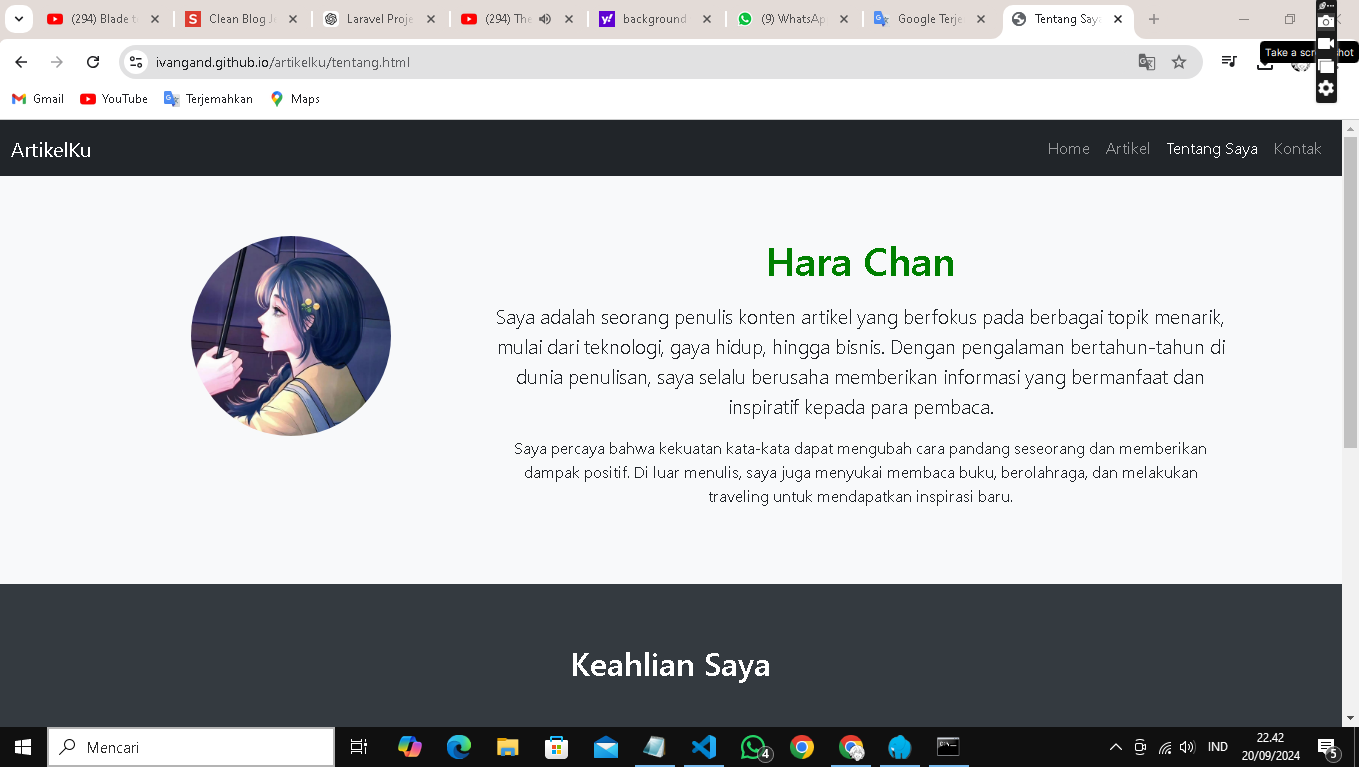 (294) Blade t
Clean Blog J
Laravel Proje
(294) The
background
(9) WhatsAp
Google Terje
Tentang Say
ivangand.github.io/artikelku/tentang.html
Take a scr shot
Gmail
YouTube
Terjemahkan
Maps
ArtikelKu
Home
Artikel
Tentang Saya
Kontak
Hara Chan
Saya adalah seorang penulis konten artikel yang berfokus pada berbagai topik menarik,
mulai dari teknologi, gaya hidup, hingga bisnis. Dengan pengalaman bertahun-tahun di
dunia penulisan, saya selalu berusaha memberikan informasi yang bermanfaat dan
inspiratif kepada para pembaca.
Saya percaya bahwa kekuatan kata-kata dapat mengubah cara pandang seseorang dan memberikan
dampak positif. Di luar menulis, saya juga menyukai membaca buku, berolahraga, dan melakukan
traveling untuk mendapatkan inspirasi baru.
Keahlian Saya
Mencari
4
IND
22.42
20/09/2024
5